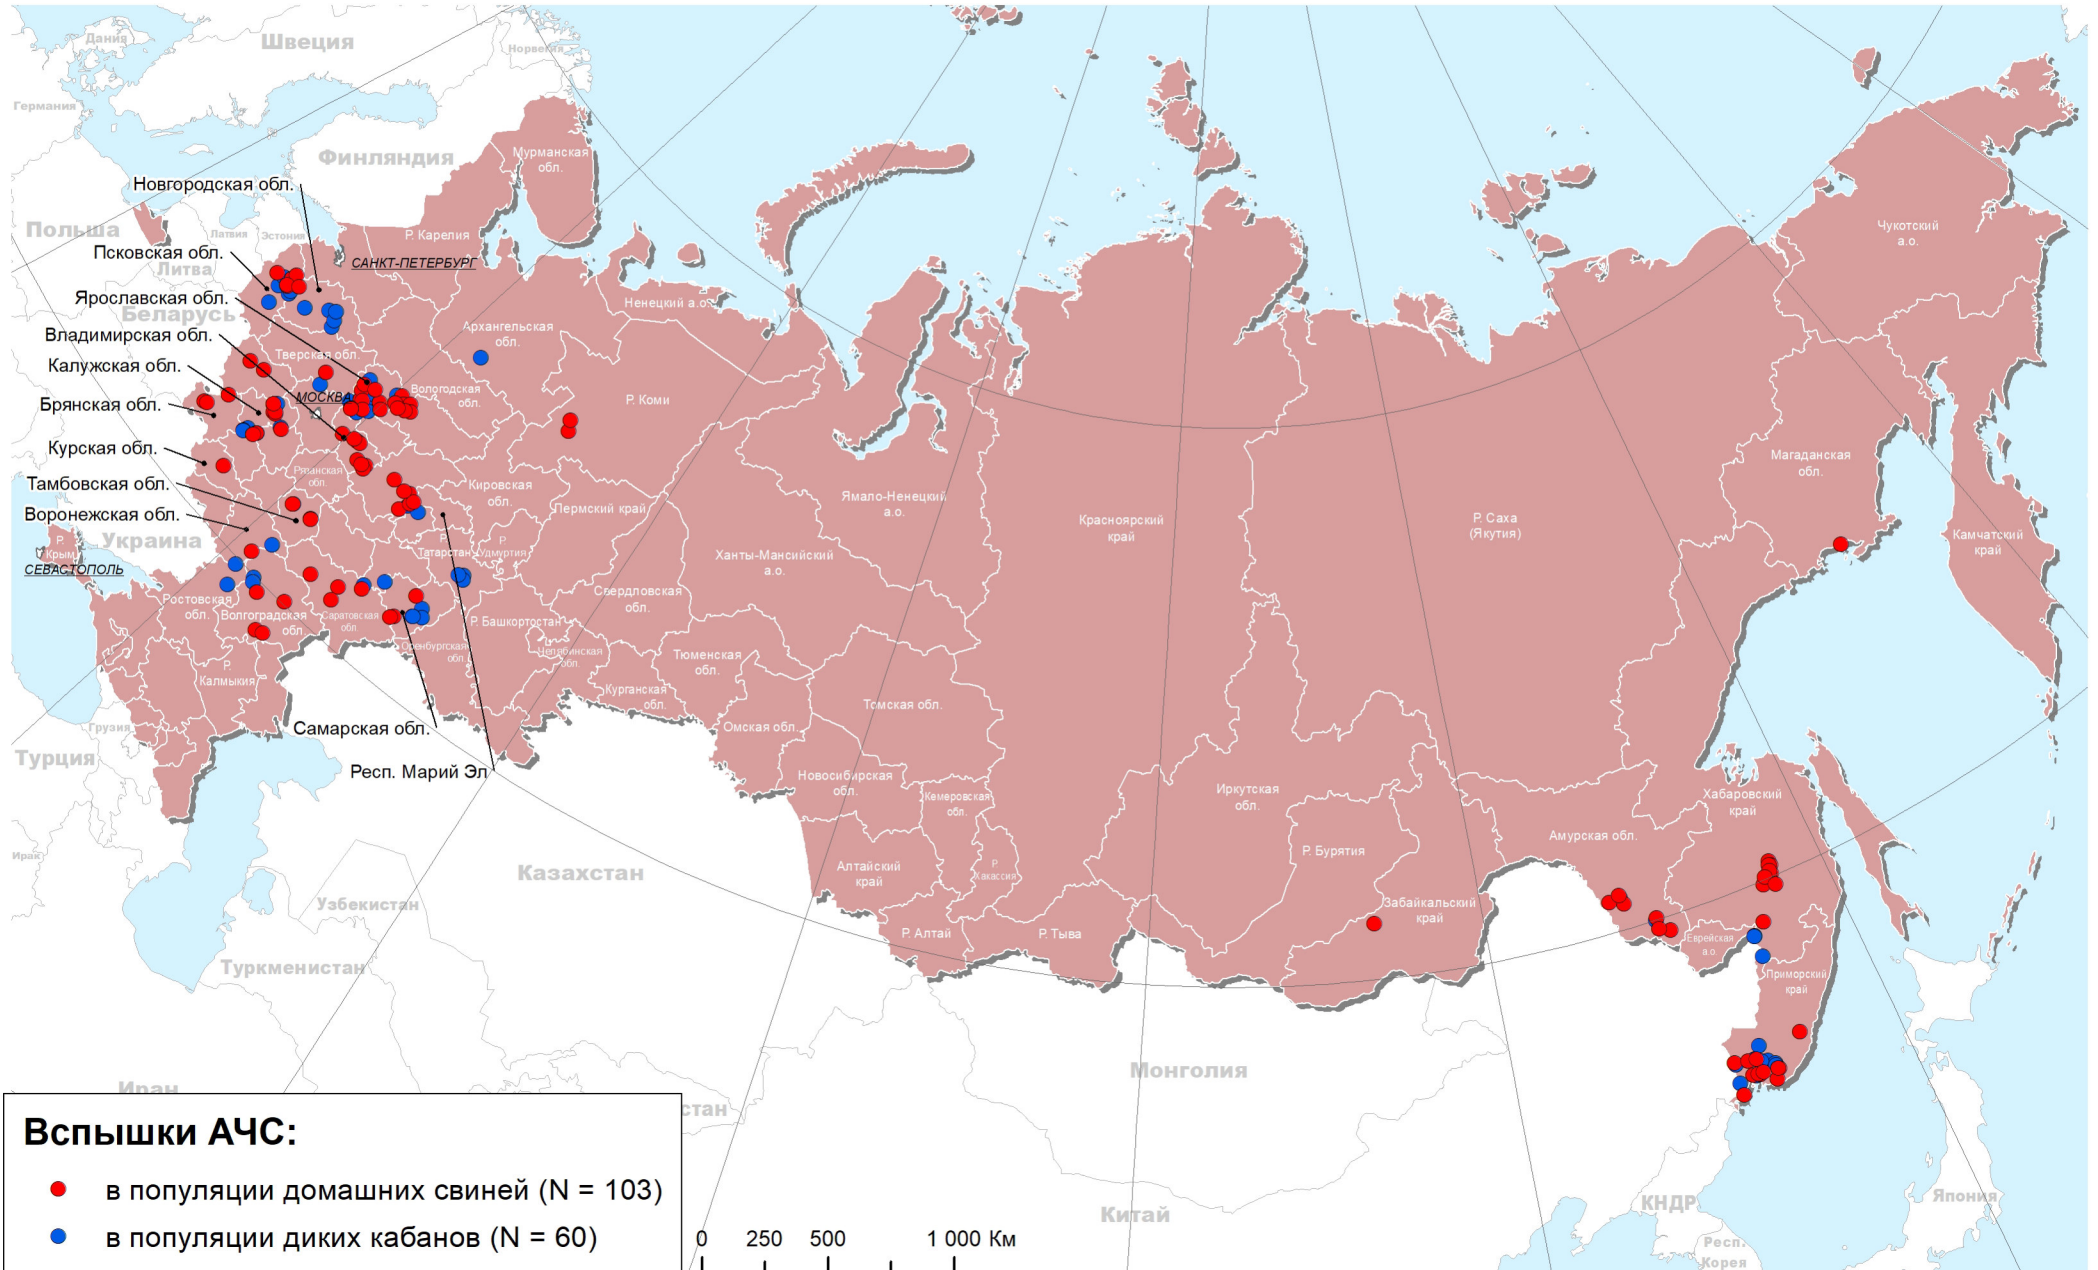 Дания
Швеция
Норвегия
Германия
Финляндия
Мурманская
обл.
Новгородская обл.
Польша
Латвия
Эстония
Р. Карелия
Чукотский
а.о.
Псковская обл.
Литва
САНКТ-ПЕТЕРБУРГ
Ярославская обл.
Беларусь
Ненецкий а.о.
Архангельская
обл.
Владимирская обл.
Тверская обл.
Калужская обл.
Вологодская
обл.
МОСКВА
Р. Коми
Брянская обл.
Курская обл.
Рязанская
обл.
Магаданская
обл.
Тамбовская обл.
Кировская
обл.
Ямало-Ненецкий
а.о.
Воронежская обл.
Пермский край
Красноярский
край
Р. Саха
(Якутия)
Украина
Р.
Крым
Р.
Татарстан
Р.
Удмуртия
Ханты-Мансийский
а.о.
Камчатский
край
СЕВАСТОПОЛЬ
Ростовская
обл.
Волгоградская
обл.
Саратовская
обл.
Свердловская
обл.
Р. Башкортостан
Оренбургская
обл.
Челябинская
обл.
Тюменская
обл.
Р.
Калмыкия
Курганская
обл.
Томская обл.
Грузия
Самарская обл.
Омская обл.
Турция
Респ. Марий Эл
Новосибирская
обл.
Кемеровская
обл.
Иркутская
обл.
Хабаровский
край
Амурская обл.
Ирак
Казахстан
Алтайский
край
Р.
Хакассия
Р. Бурятия
Узбекистан
Забайкальский
край
Р. Алтай
Р. Тыва
Еврейская
а.о.
Туркменистан
Приморский
край
Монголия
Иран
стан
Вспышки АЧС:
в популяции домашних свиней (N = 103)
в популяции диких кабанов (N = 60)
0 250 500 1 000 Км
Китай
КНДР
Япония
Респ.
Корея